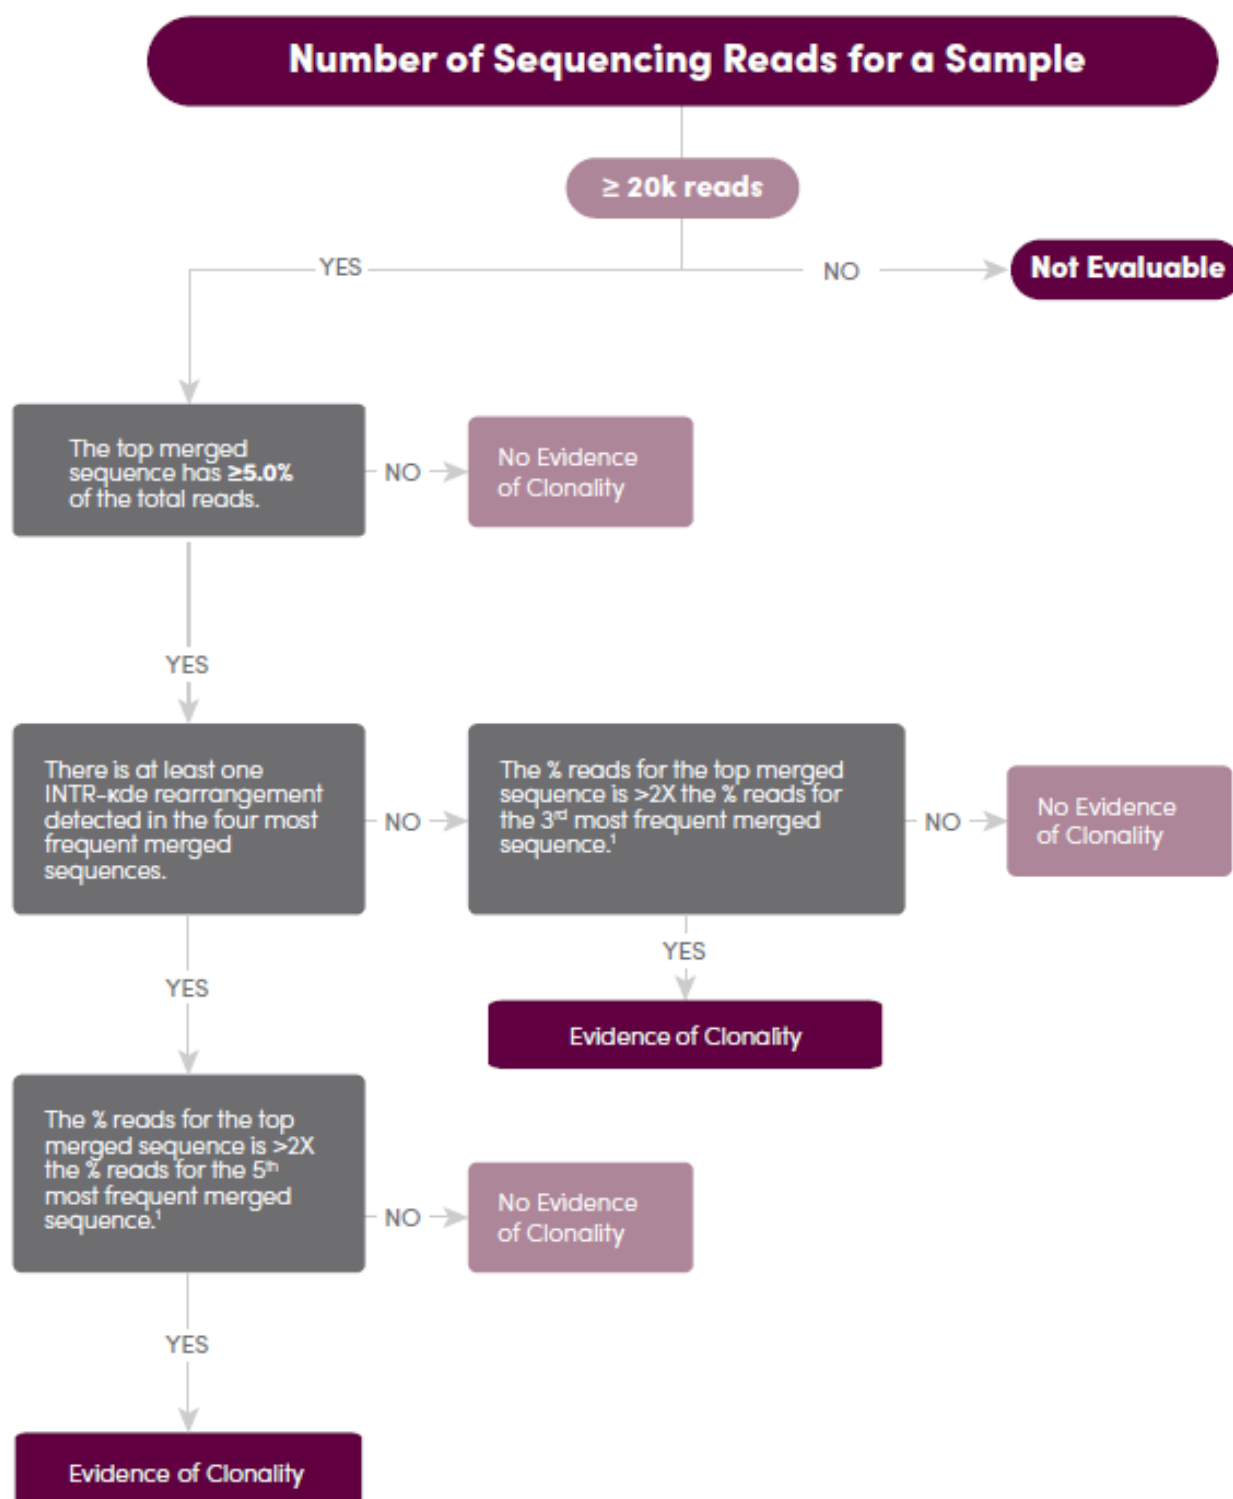 Number of Sequencing Reads for a Sample
≥ 20k reads
YES
NO
Not Evaluable
The top merged
sequence has ≥5.0%
of the total reads.
NO
No Evidence
of Clonality
YES
There is at least one
INTR-κde rearrangement
detected in the four most
frequent merged
sequences.
NO
The % reads for the top merged
sequence is >2X the % reads for
the 3rd most frequent merged
sequence.¹
NO
No Evidence
of Clonality
YES
Evidence of Clonality
YES
The % reads for the top
merged sequence is >2X
the % reads for the 5th
most frequent merged
sequence.¹
NO
No Evidence
of Clonality
YES
Evidence of Clonality